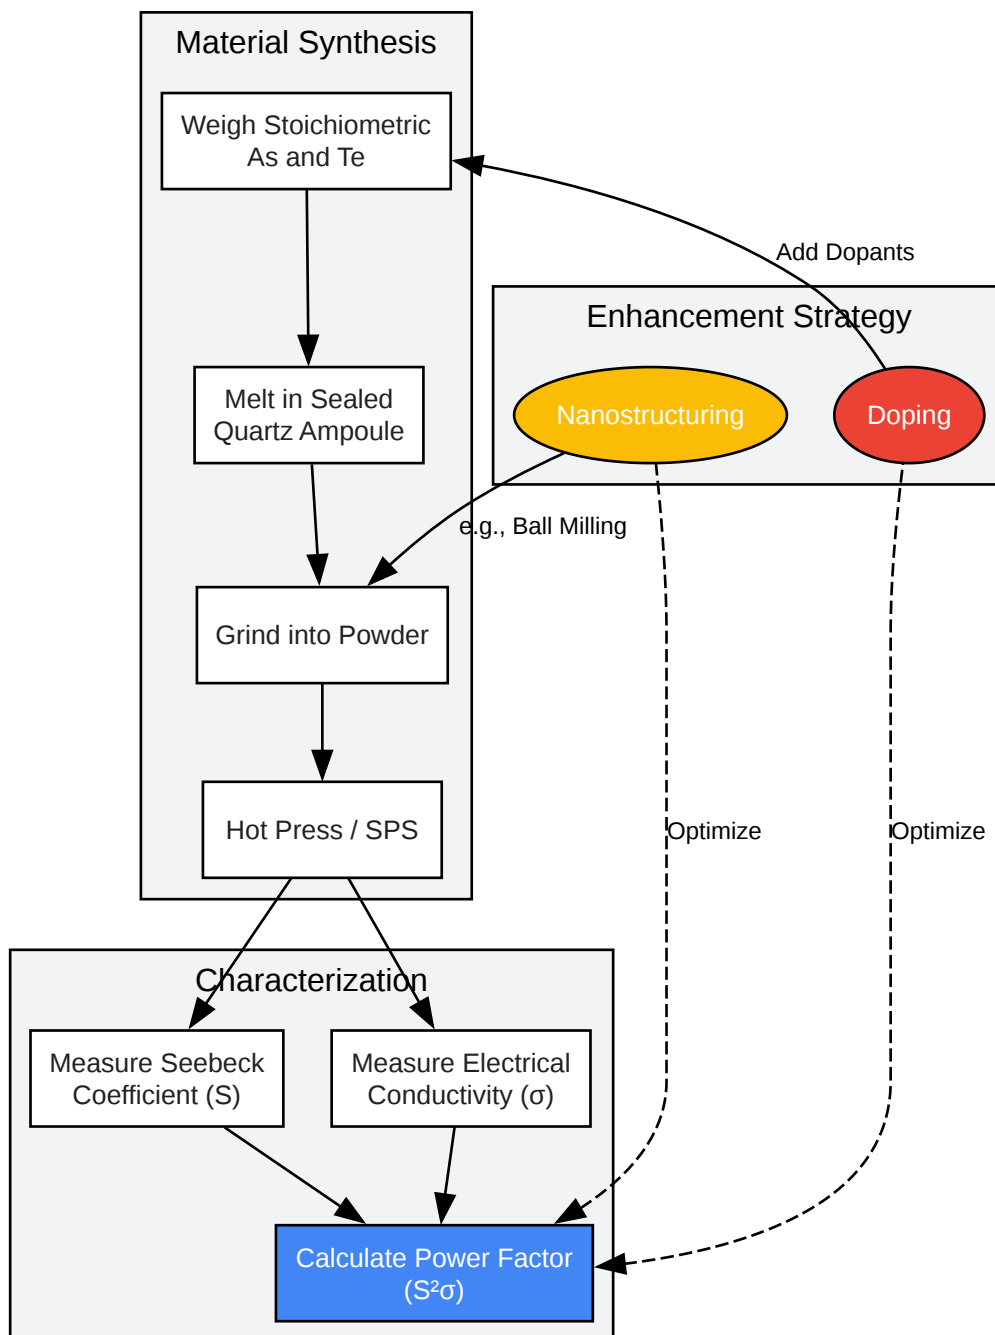 Material Synthesis
Weigh Stoichiometric
As and Te
Add Dopants
Enhancement Strategy
Melt in Sealed
Quartz Ampoule
Nanostructuring
Doping
e.g., Ball Milling
Grind into Powder
Hot Press / SPS
Optimize
Optimize
Characterization
Measure Seebeck
Coefficient (S)
Measure Electrical
Conductivity (σ)
Calculate Power Factor
(S²σ)